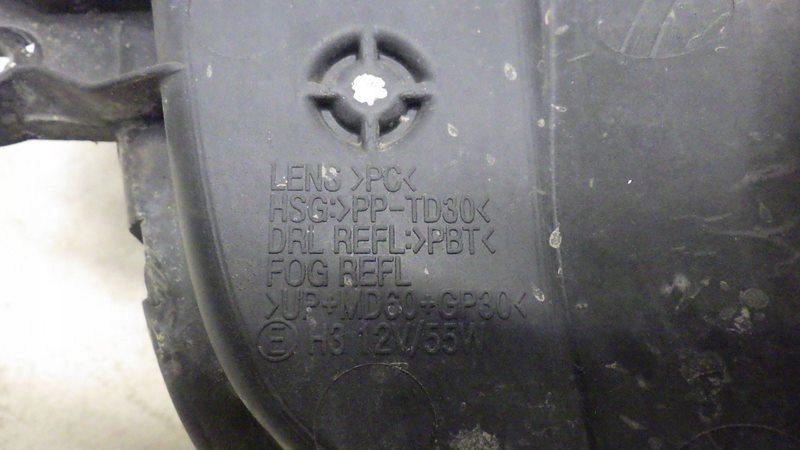 LENS >PC<
HSG:>PP-TD30<
DRL REFL:>PBT<
FOG REFL
>UP+MD60+GP30<
E H3 12V/55W